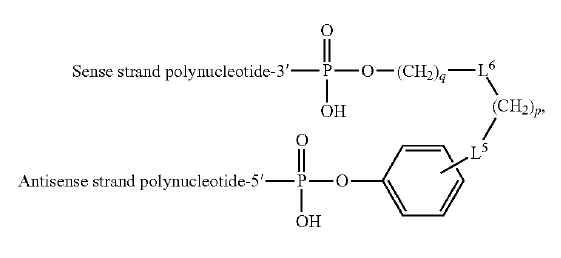 O
Sense strand polynucleotide-3′—P—O—(CH2)q—L6
OH
(CH2)p,
O
L5
Antisense strand polynucleotide-5′—P—O
OH